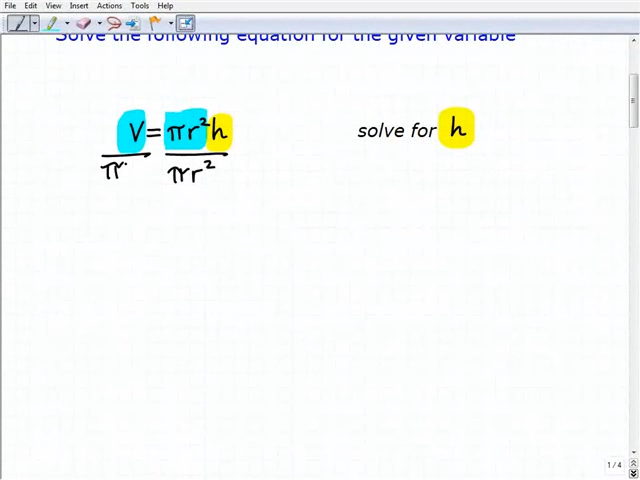 File Edit View Insert Actions Tools Help
Solve the following equation for the given variable
V = πr²h
solve for h
π πr²
1 / 4